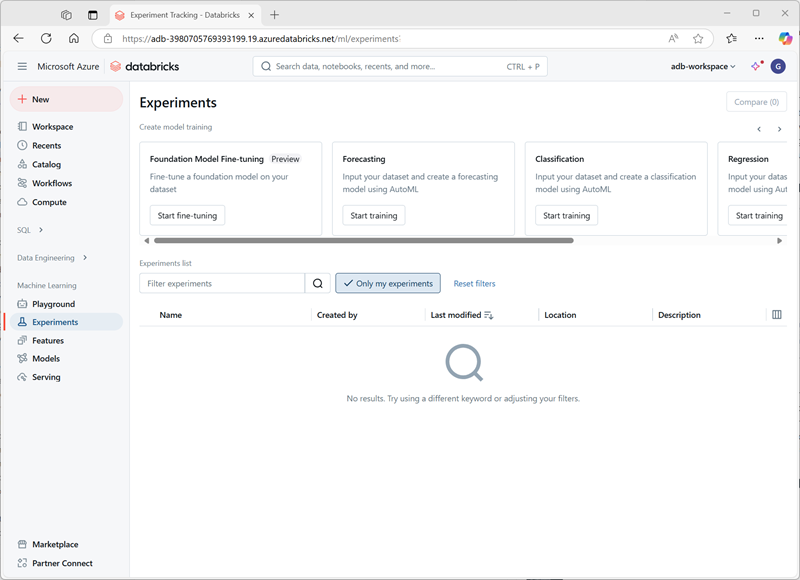 Experiment Tracking - Databricks
https://adb-3980705769393199.19.azuredatabricks.net/ml/experiments
Microsoft Azure
databricks
Search data, notebooks, recents, and more...
CTRL + P
adb-workspace
G
New
Workspace
Recents
Catalog
Workflows
Compute
SQL
Data Engineering
Machine Learning
Playground
Experiments
Features
Models
Serving
Marketplace
Partner Connect
Experiments
Compare (0)
Create model training
Foundation Model Fine-tuning Preview
Fine-tune a foundation model on your
dataset
Start fine-tuning
Forecasting
Input your dataset and create a forecasting
model using AutoML
Start training
Classification
Input your dataset and create a classification
model using AutoML
Start training
Regression
Input your datas
model using Aut
Start training
Experiments list
Filter experiments
Only my experiments
Reset filters
Name Created by Last modified Location Description
No results. Try using a different keyword or adjusting your filters.